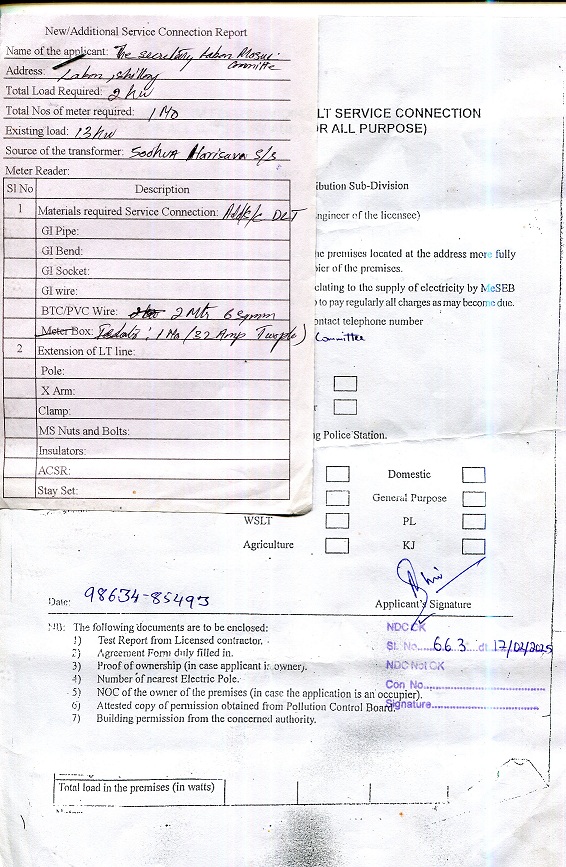 New/Additional Service Connection Report
Name of the applicant: The secretary Labon
Committe
Address: Labon, Shillong
Total Load Required: 2 kw
Total Nos of meter required: 1 No
Existing load: 13 kw
Source of the transformer: S/S
Meter Reader:
Sl No Description
1 Materials required Service Connection:
GI Pipe:
GI Bend:
GI Socket:
GI wire:
BTC/PVC Wire: 2 Mts 6 Sqmm
Meter Box: 1 No (32 Amp
2 Extension of LT line:
Pole:
X Arm:
Clamp:
MS Nuts and Bolts:
Insulators:
ACSR:
Stay Set:
LT SERVICE CONNECTION
R ALL PURPOSE)
ibution Sub-Division
ngineer of the licensee)
he premises located at the address more fully
ier of the premises.
elating to the supply of electricity by MeSEB
to pay regularly all charges as may become due.
ontact telephone number
Committee
r
g Police Station.
Domestic
General Purpose
WSLT PL
Agriculture KJ
Date: 98634-85493
Applicant's Signature
NB: The following documents are to be enclosed:
1) Test Report from Licensed contractor.
2) Agreement Form duly filled in.
3) Proof of ownership (in case applicant is owner).
4) Number of nearest Electric Pole.
5) NOC of the owner of the premises (in case the application is an occupier).
6) Attested copy of permission obtained from Pollution Control Board.
7) Building permission from the concerned authority.
NDC OK
Sl. No. 663 dt 17/02/2025
NDC Not OK
Con No.
Signature
Total load in the premises (in watts)